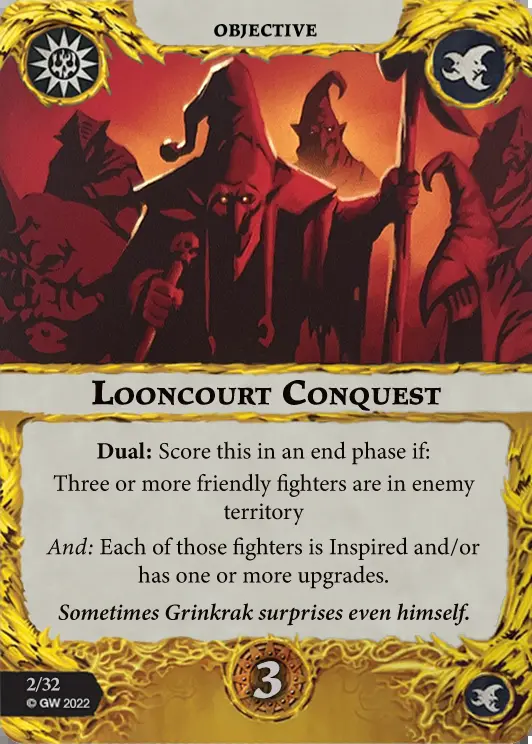 OBJECTIVE
LOONCOURT CONQUEST
Dual: Score this in an end phase if:
Three or more friendly fighters are in enemy
territory
And: Each of those fighters is Inspired and/or
has one or more upgrades.
Sometimes Grinkrak surprises even himself.
3
2/32
© GW 2022